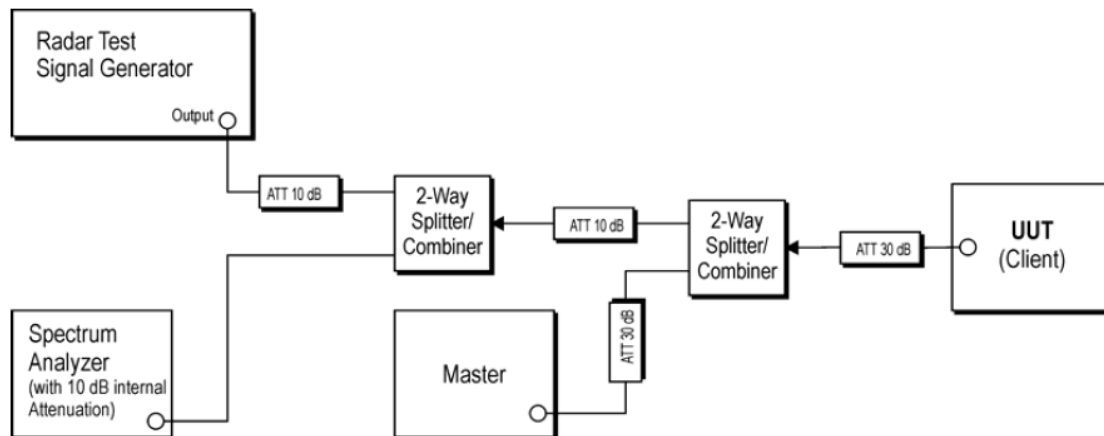 Radar Test
Signal Generator
Output
ATT 10 dB
2-Way
Splitter/
Combiner
ATT 10 dB
2-Way
Splitter/
Combiner
ATT 30 dB
UUT
(Client)
Spectrum
Analyzer
(with 10 dB internal
Attenuation)
Master
ATT 30 dB